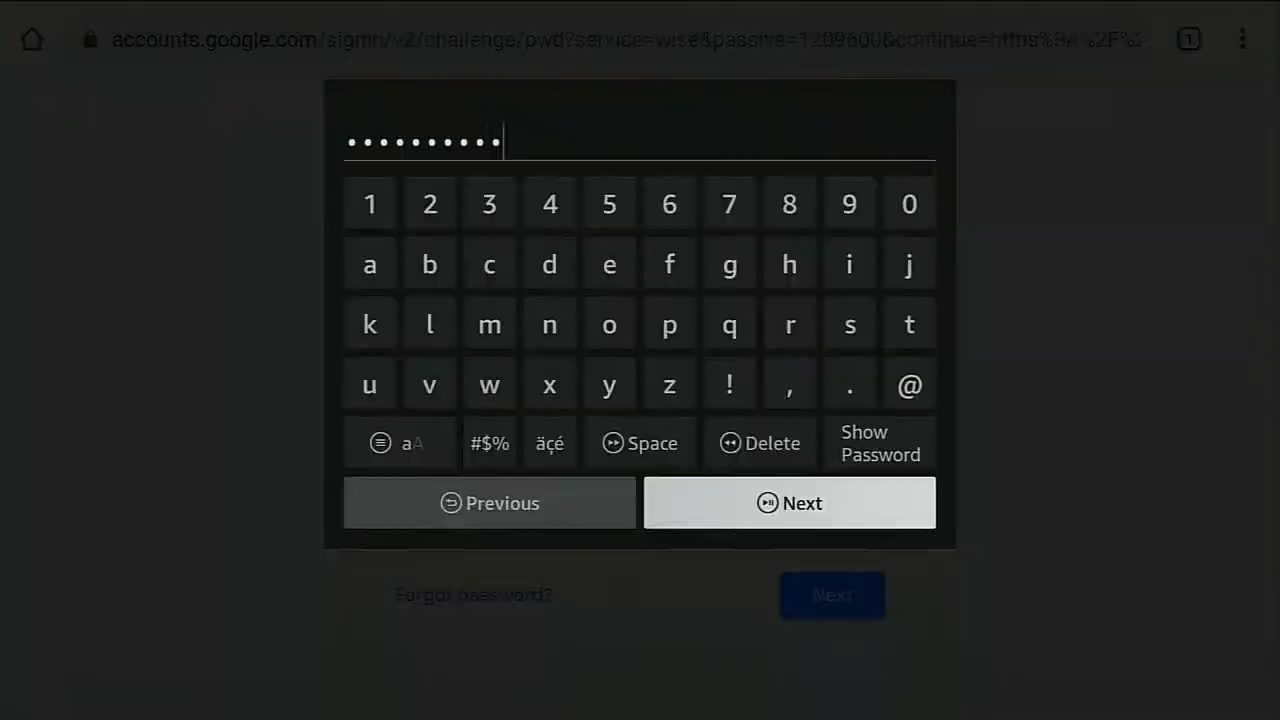 accounts.google.com/signin/v2/challenge/pwd?service=wise&passive=1209600&continue=https%3A%2F%2 1
••••••••••
1 2 3 4 5 6 7 8 9 0
a b c d e f g h i j
k l m n o p q r s t
u v w x y z ! , . @
aA #$% äçé Space Delete Show Password
Previous Next
Forgot password? Next